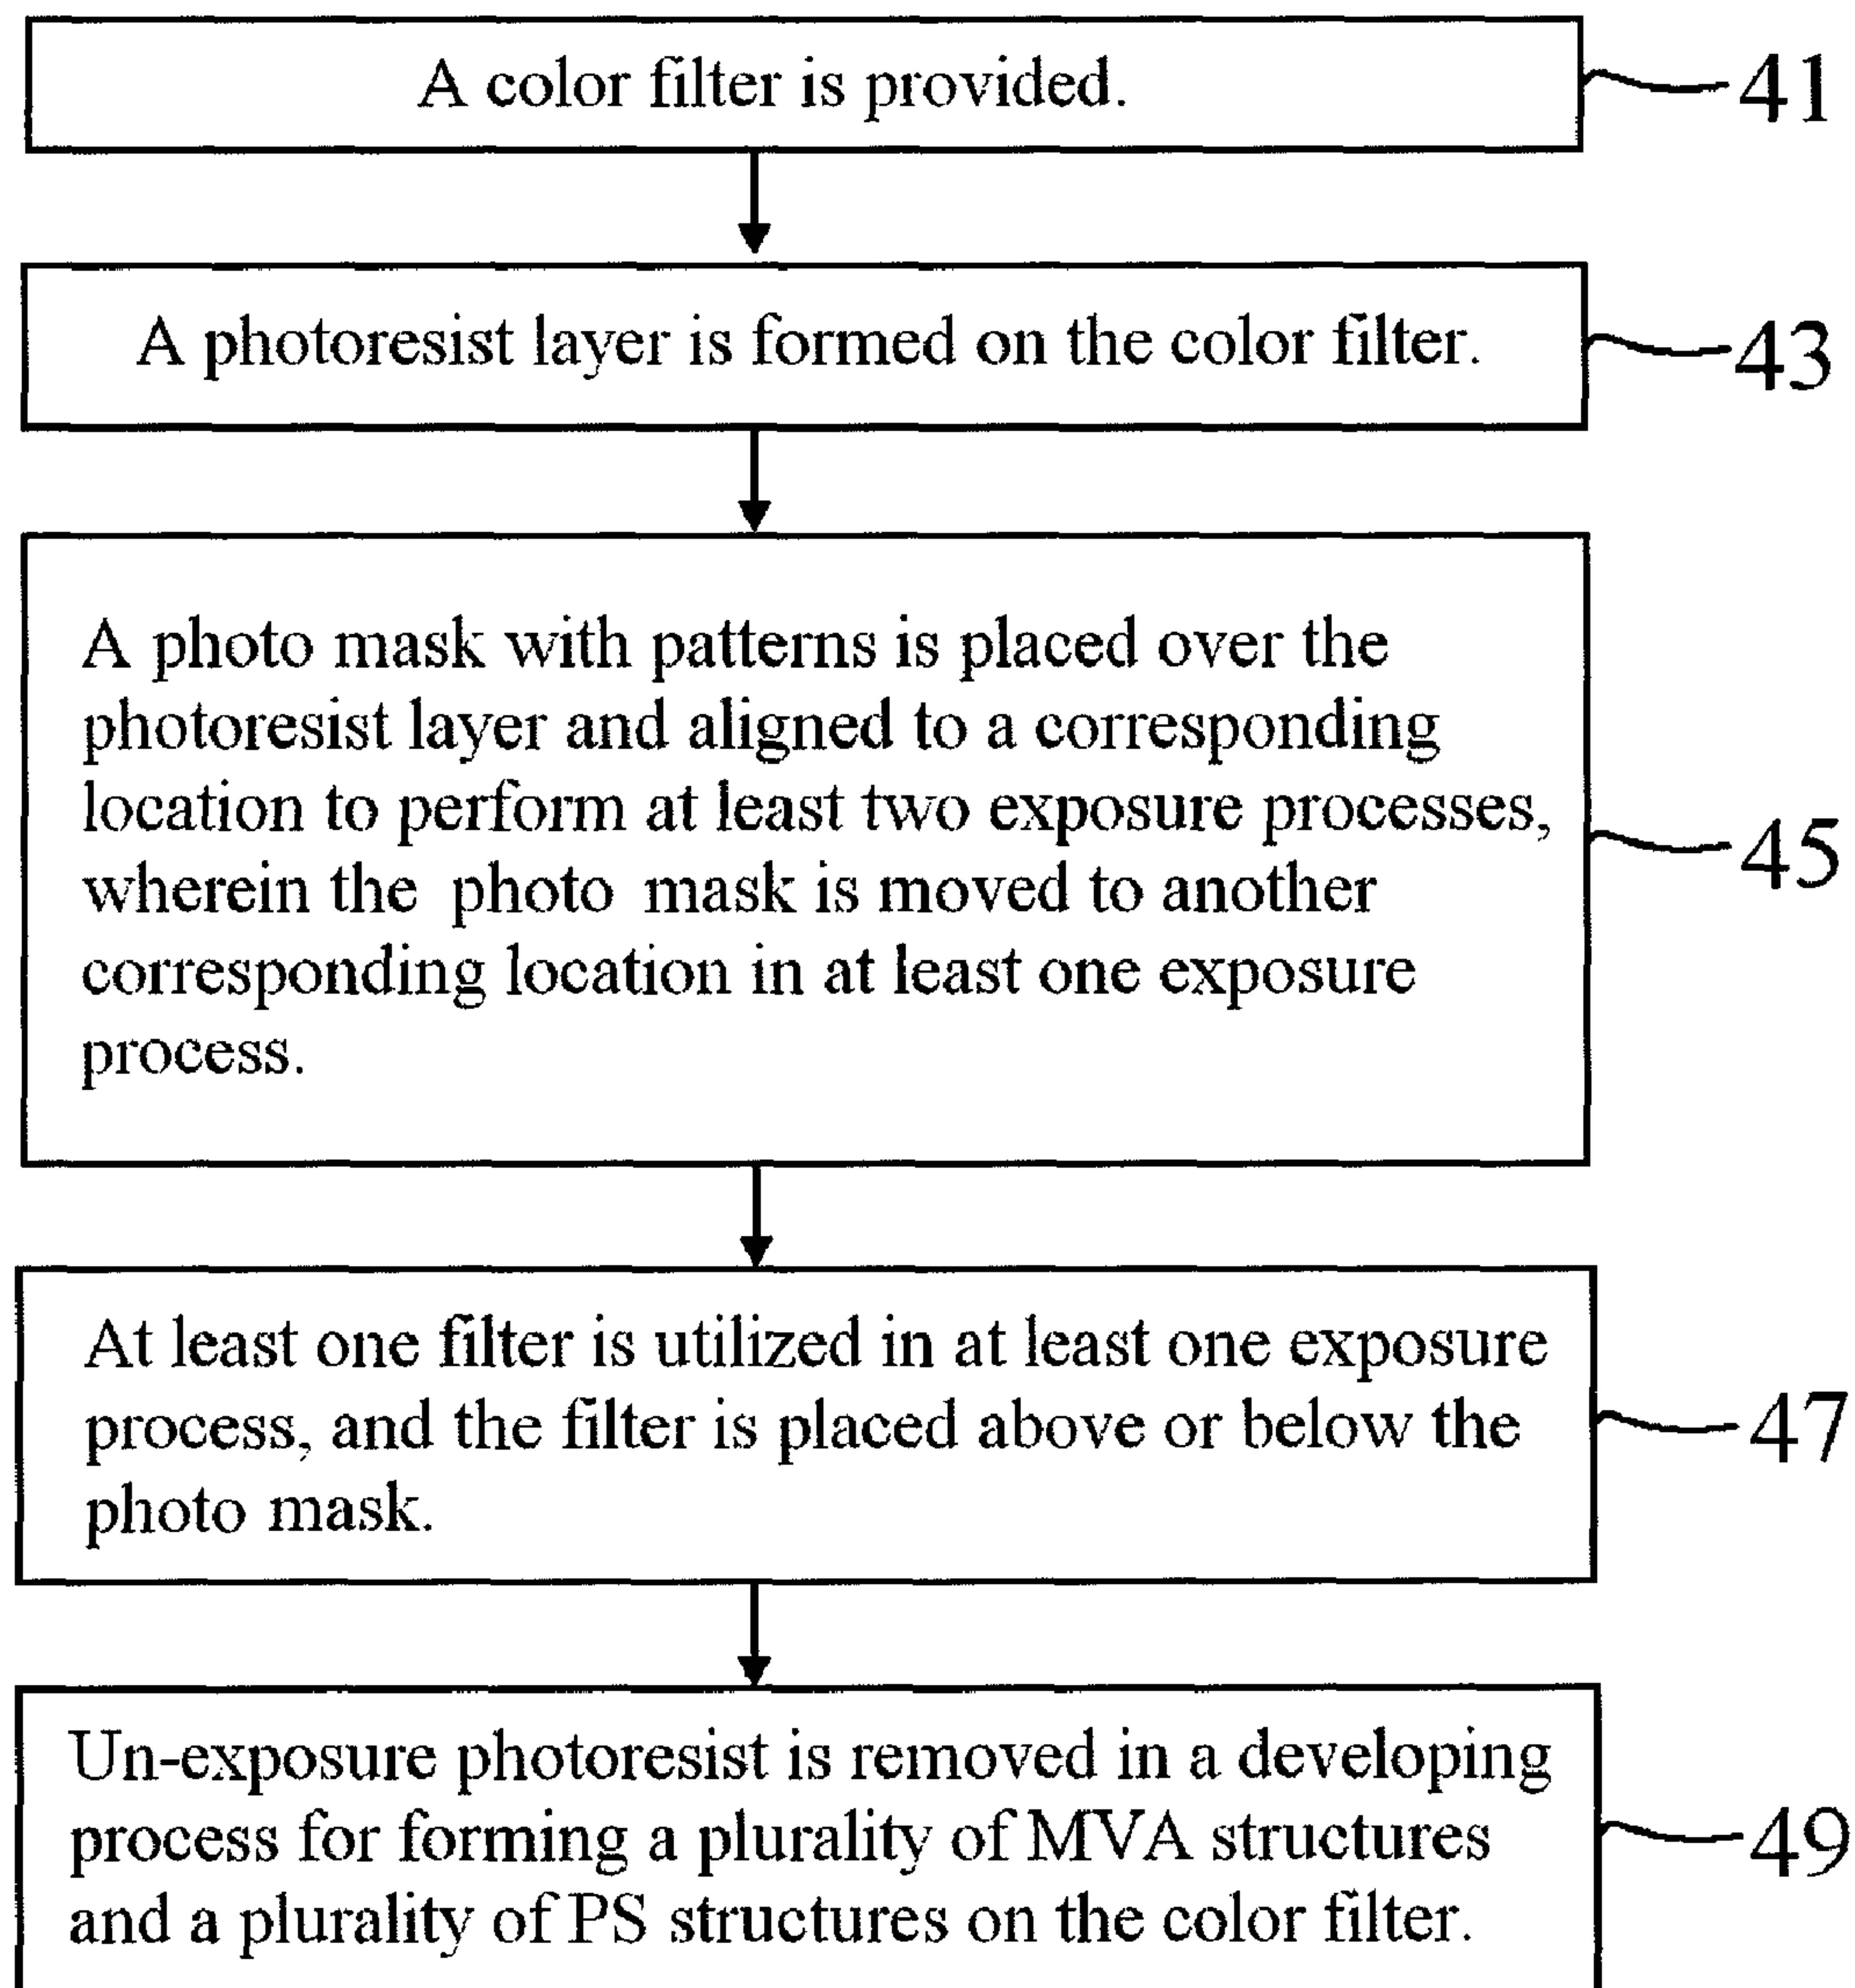 A color filter is provided.
41
A photoresist layer is formed on the color filter.
43
A photo mask with patterns is placed over the
photoresist layer and aligned to a corresponding
location to perform at least two exposure processes,
wherein the photo mask is moved to another
corresponding location in at least one exposure
process.
45
At least one filter is utilized in at least one exposure
process, and the filter is placed above or below the
photo mask.
47
Un-exposure photoresist is removed in a developing
process for forming a plurality of MVA structures
and a plurality of PS structures on the color filter.
49